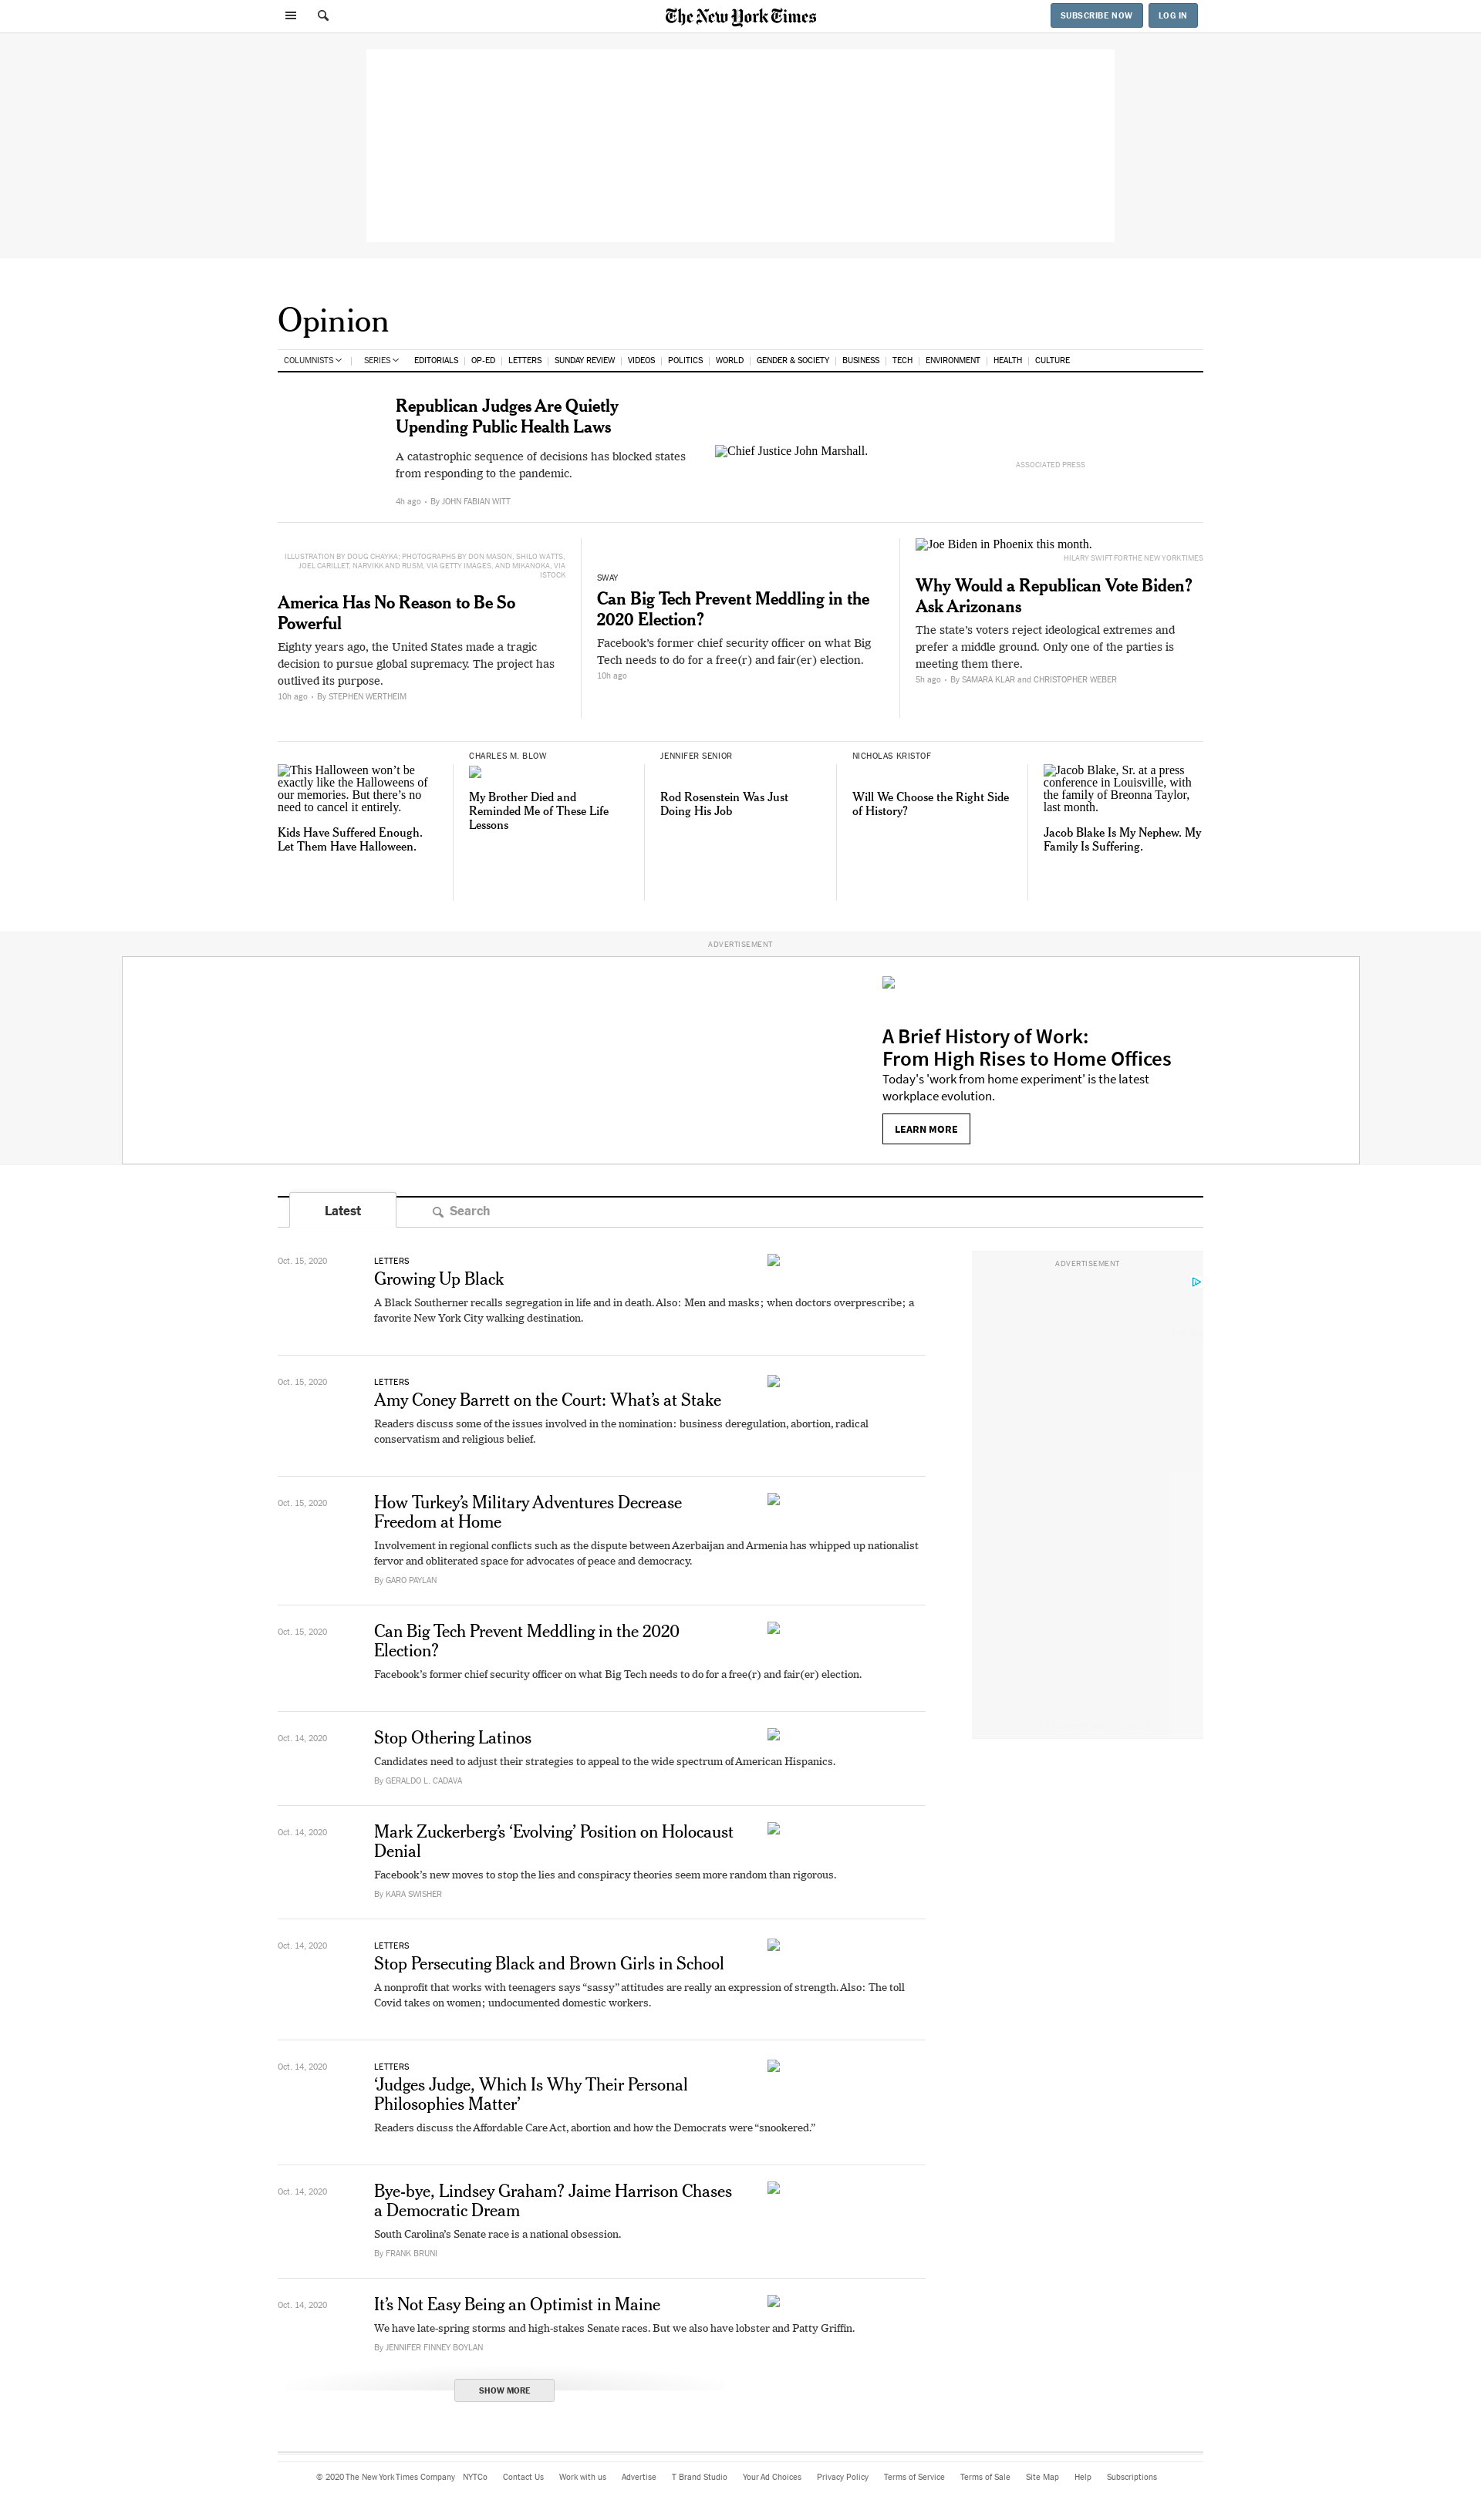 The New York Times
SUBSCRIBE NOW
LOG IN
Opinion
COLUMNISTS | SERIES EDITORIALS | OP-ED | LETTERS | SUNDAY REVIEW | VIDEOS | POLITICS | WORLD | GENDER & SOCIETY | BUSINESS | TECH | ENVIRONMENT | HEALTH | CULTURE
Republican Judges Are Quietly
Upending Public Health Laws
A catastrophic sequence of decisions has blocked states
from responding to the pandemic.
4h ago • By JOHN FABIAN WITT
Chief Justice John Marshall.
ASSOCIATED PRESS
ILLUSTRATION BY DOUG CHAYKA; PHOTOGRAPHS BY DON MASON, SHILO WATTS,
JOEL CARILLET, NARVIKK AND RUSM, VIA GETTY IMAGES, AND MIKANOKA, VIA
ISTOCK
America Has No Reason to Be So
Powerful
Eighty years ago, the United States made a tragic
decision to pursue global supremacy. The project has
outlived its purpose.
10h ago • By STEPHEN WERTHEIM
SWAY
Can Big Tech Prevent Meddling in the
2020 Election?
Facebook’s former chief security officer on what Big
Tech needs to do for a free(r) and fair(er) election.
10h ago
Joe Biden in Phoenix this month.
HILARY SWIFT FOR THE NEW YORK TIMES
Why Would a Republican Vote Biden?
Ask Arizonans
The state’s voters reject ideological extremes and
prefer a middle ground. Only one of the parties is
meeting them there.
5h ago • By SAMARA KLAR and CHRISTOPHER WEBER
This Halloween won’t be
exactly like the Halloweens of
our memories. But there’s no
need to cancel it entirely.
Kids Have Suffered Enough.
Let Them Have Halloween.
CHARLES M. BLOW
My Brother Died and
Reminded Me of These Life
Lessons
JENNIFER SENIOR
Rod Rosenstein Was Just
Doing His Job
NICHOLAS KRISTOF
Will We Choose the Right Side
of History?
Jacob Blake, Sr. at a press
conference in Louisville, with
the family of Breonna Taylor,
last month.
Jacob Blake Is My Nephew. My
Family Is Suffering.
ADVERTISEMENT
A Brief History of Work:
From High Rises to Home Offices
Today's 'work from home experiment' is the latest
workplace evolution.
LEARN MORE
Latest
Search
ADVERTISEMENT
Oct. 15, 2020
LETTERS
Growing Up Black
A Black Southerner recalls segregation in life and in death. Also: Men and masks; when doctors overprescribe; a
favorite New York City walking destination.
Oct. 15, 2020
LETTERS
Amy Coney Barrett on the Court: What’s at Stake
Readers discuss some of the issues involved in the nomination: business deregulation, abortion, radical
conservatism and religious belief.
Oct. 15, 2020
How Turkey’s Military Adventures Decrease
Freedom at Home
Involvement in regional conflicts such as the dispute between Azerbaijan and Armenia has whipped up nationalist
fervor and obliterated space for advocates of peace and democracy.
By GARO PAYLAN
Oct. 15, 2020
Can Big Tech Prevent Meddling in the 2020
Election?
Facebook’s former chief security officer on what Big Tech needs to do for a free(r) and fair(er) election.
Oct. 14, 2020
Stop Othering Latinos
Candidates need to adjust their strategies to appeal to the wide spectrum of American Hispanics.
By GERALDO L. CADAVA
Oct. 14, 2020
Mark Zuckerberg’s ‘Evolving’ Position on Holocaust
Denial
Facebook’s new moves to stop the lies and conspiracy theories seem more random than rigorous.
By KARA SWISHER
Oct. 14, 2020
LETTERS
Stop Persecuting Black and Brown Girls in School
A nonprofit that works with teenagers says “sassy” attitudes are really an expression of strength. Also: The toll
Covid takes on women; undocumented domestic workers.
Oct. 14, 2020
LETTERS
‘Judges Judge, Which Is Why Their Personal
Philosophies Matter’
Readers discuss the Affordable Care Act, abortion and how the Democrats were “snookered.”
Oct. 14, 2020
Bye-bye, Lindsey Graham? Jaime Harrison Chases
a Democratic Dream
South Carolina’s Senate race is a national obsession.
By FRANK BRUNI
Oct. 14, 2020
It’s Not Easy Being an Optimist in Maine
We have late-spring storms and high-stakes Senate races. But we also have lobster and Patty Griffin.
By JENNIFER FINNEY BOYLAN
SHOW MORE
© 2020 The New York Times Company NYTCo Contact Us Work with us Advertise T Brand Studio Your Ad Choices Privacy Policy Terms of Service Terms of Sale Site Map Help Subscriptions